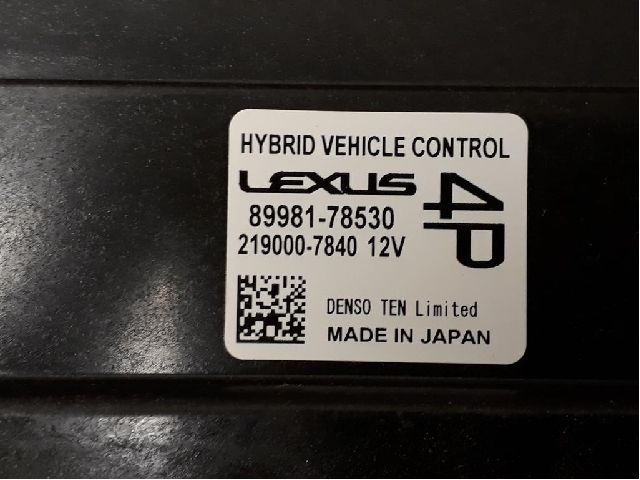 HYBRID VEHICLE CONTROL
LEXUS
89981-78530
219000-7840 12V
4P
DENSO TEN Limited
MADE IN JAPAN